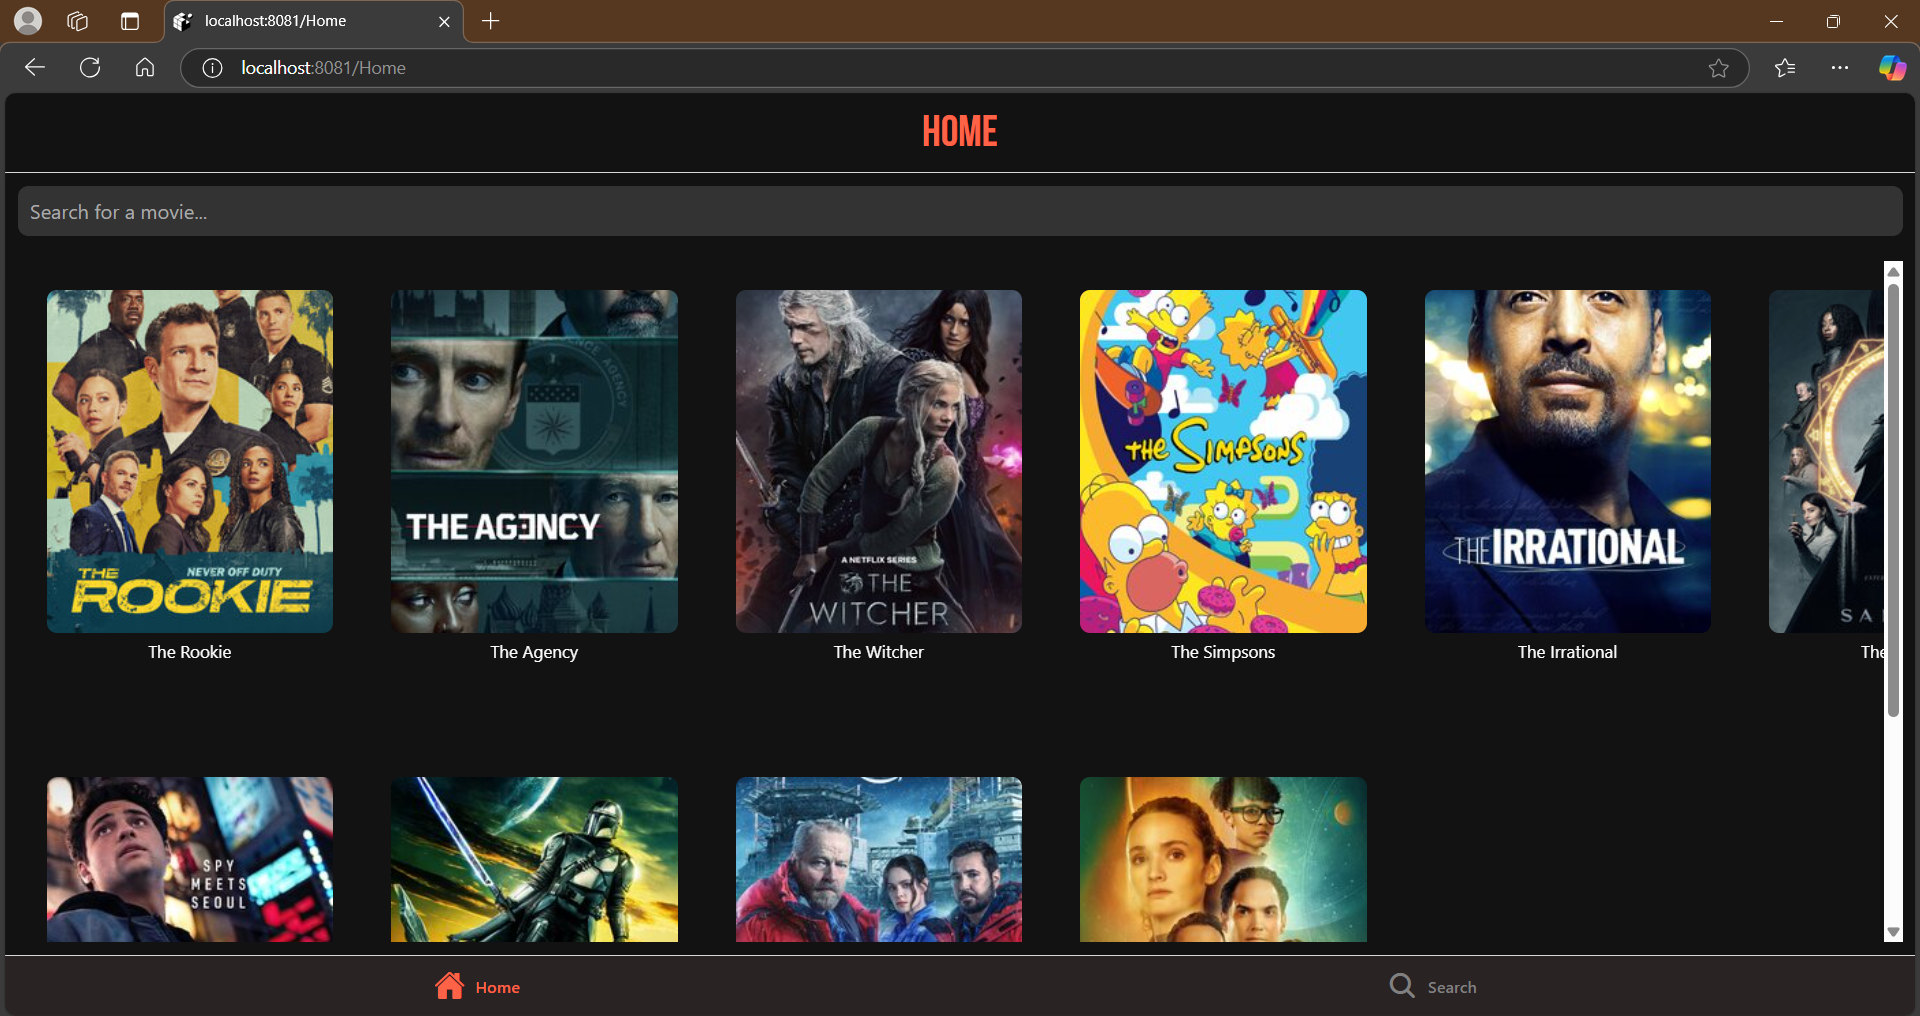 localhost:8081/Home
localhost:8081/Home
HOME
Search for a movie...
THE
NEVER OFF DUTY
ROOKIE
THE AGƎNCY
A NETFLIX SERIES
THE
WITCHER
THE SIMPSONS
THE IRRATIONAL
SA
The Rookie
The Agency
The Witcher
The Simpsons
The Irrational
The
SPY
MEETS
SEOUL
Home
Search